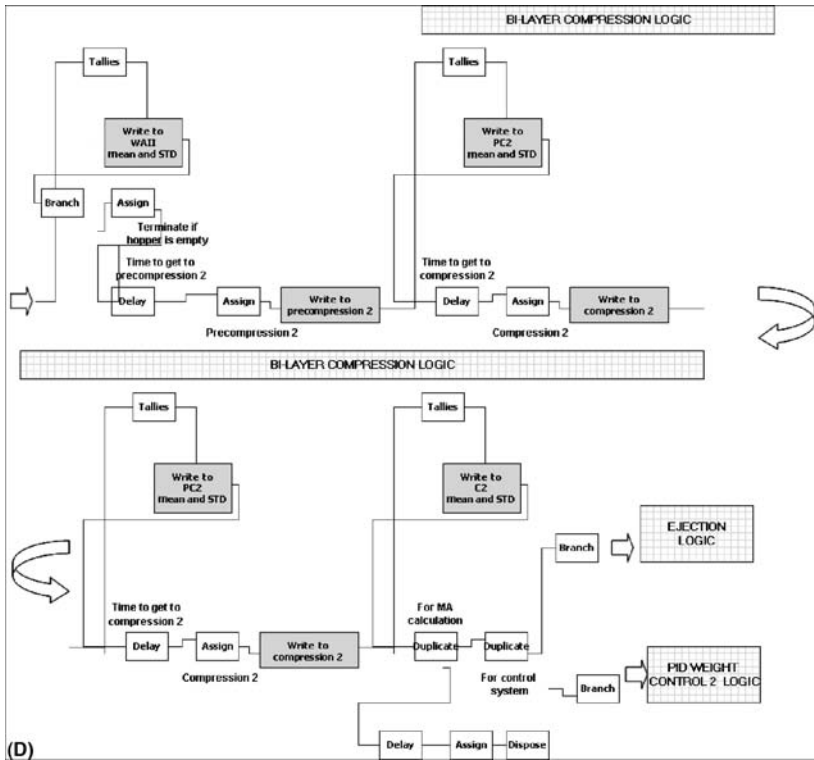 BI-LAYER COMPRESSION LOGIC
Tallies
Tallies
Write to
WAII
mean and STD
Write to
PC2
mean and STD
Branch
Assign
Terminate if
hopper is empty
Time to get to
precompression 2
Time to get to
compression 2
Delay
Assign
Write to
precompression 2
Delay
Assign
Write to
compression 2
Precompression 2
Compression 2
BI-LAYER COMPRESSION LOGIC
Tallies
Tallies
Write to
PC2
mean and STD
Write to
C2
mean and STD
Branch
EJECTION
LOGIC
Time to get to
compression 2
For MA
calculation
Delay
Assign
Write to
compression 2
Duplicate
Duplicate
Compression 2
For control
system
Branch
PID WEIGHT
CONTROL 2 LOGIC
Delay
Assign
Dispose
(D)